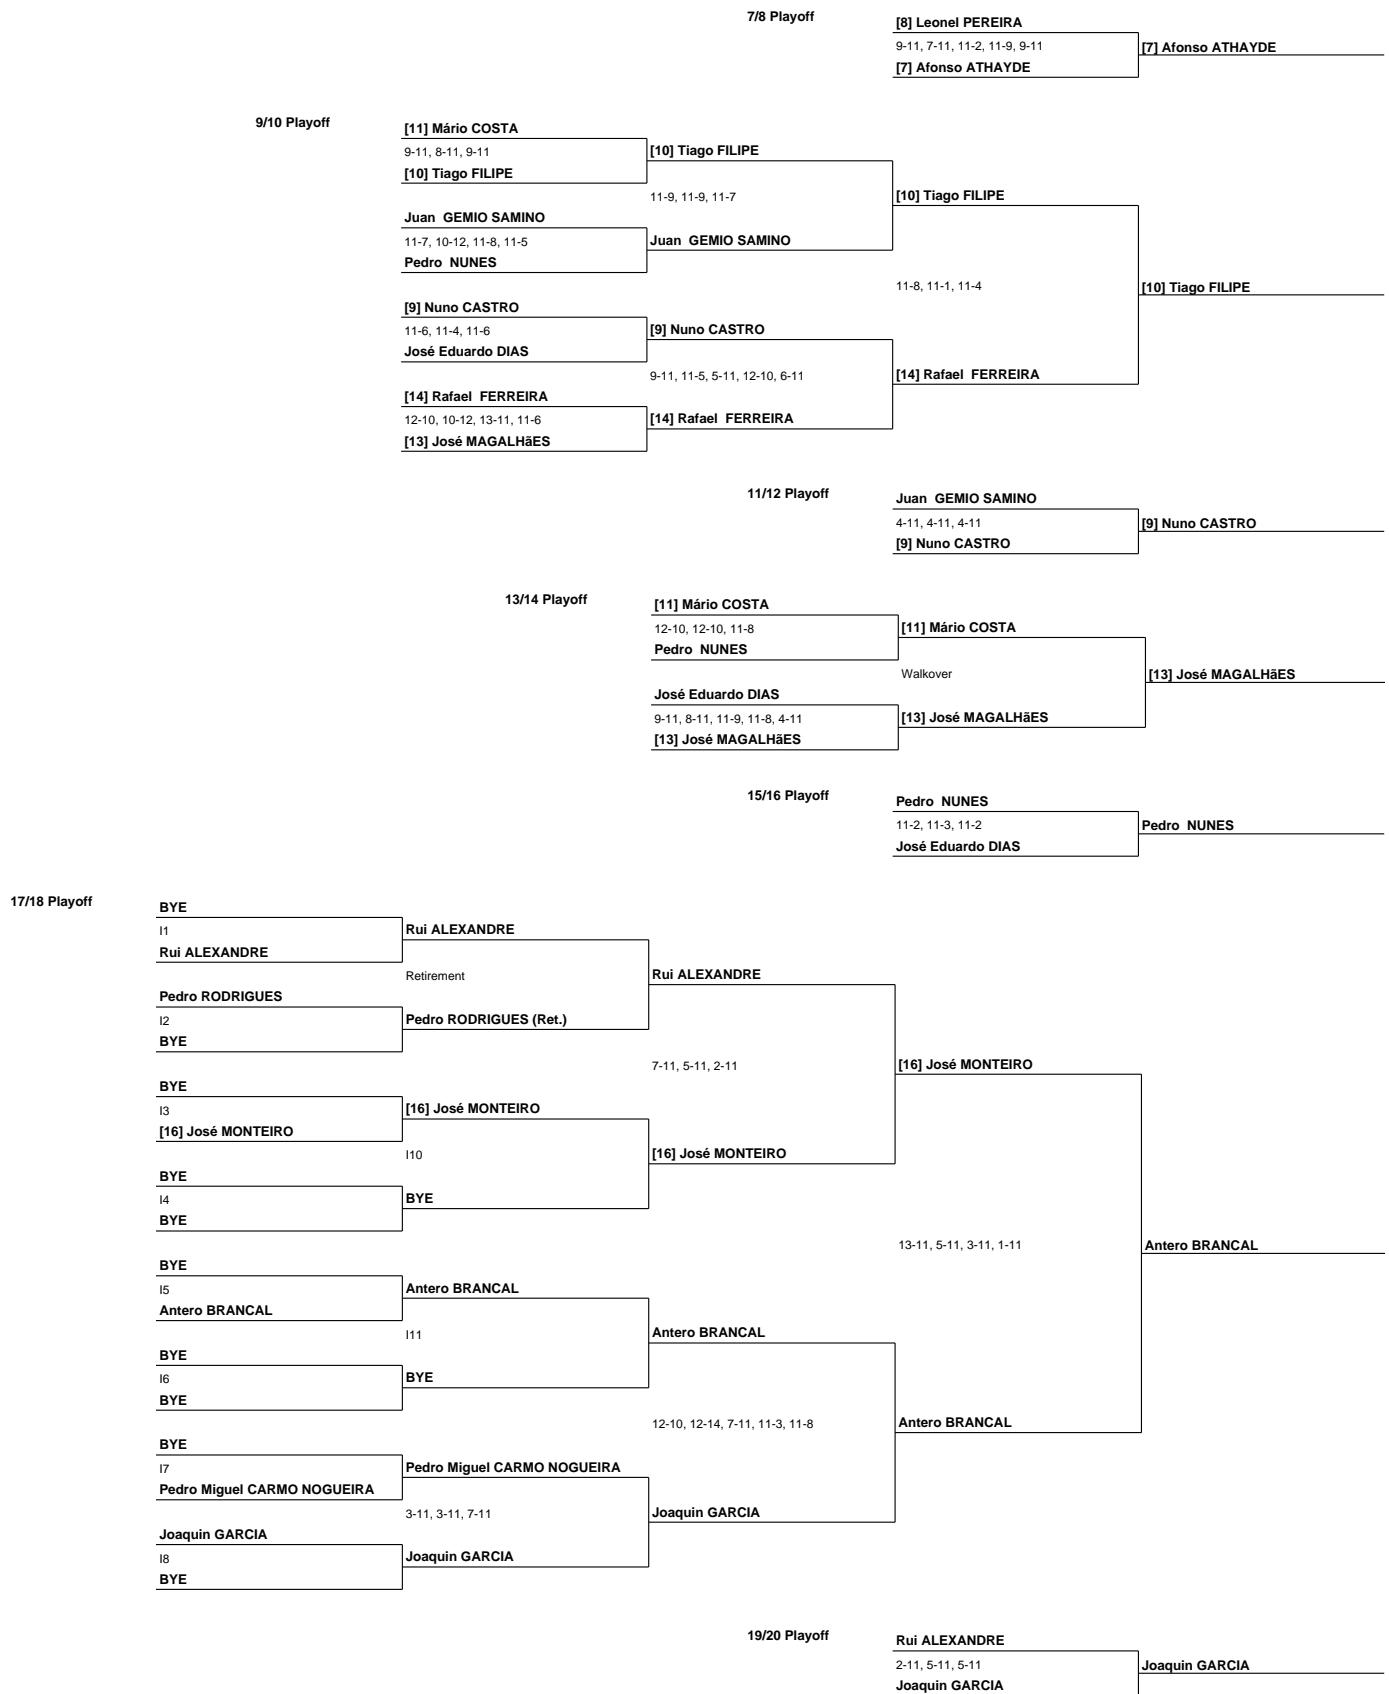 7/8 Playoff
[8] Leonel PEREIRA
9-11, 7-11, 11-2, 11-9, 9-11
[7] Afonso ATHAYDE
[7] Afonso ATHAYDE
9/10 Playoff
[11] Mário COSTA
9-11, 8-11, 9-11
[10] Tiago FILIPE
[10] Tiago FILIPE
11-9, 11-9, 11-7
[10] Tiago FILIPE
Juan GEMIO SAMINO
11-7, 10-12, 11-8, 11-5
Juan GEMIO SAMINO
Pedro NUNES
11-8, 11-1, 11-4
[10] Tiago FILIPE
[9] Nuno CASTRO
11-6, 11-4, 11-6
[9] Nuno CASTRO
José Eduardo DIAS
9-11, 11-5, 5-11, 12-10, 6-11
[14] Rafael FERREIRA
[14] Rafael FERREIRA
12-10, 10-12, 13-11, 11-6
[14] Rafael FERREIRA
[13] José MAGALHãES
11/12 Playoff
Juan GEMIO SAMINO
4-11, 4-11, 4-11
[9] Nuno CASTRO
[9] Nuno CASTRO
13/14 Playoff
[11] Mário COSTA
12-10, 12-10, 11-8
[11] Mário COSTA
Pedro NUNES
Walkover
[13] José MAGALHãES
José Eduardo DIAS
9-11, 8-11, 11-9, 11-8, 4-11
[13] José MAGALHãES
[13] José MAGALHãES
15/16 Playoff
Pedro NUNES
11-2, 11-3, 11-2
Pedro NUNES
José Eduardo DIAS
17/18 Playoff
BYE
I1
Rui ALEXANDRE
Rui ALEXANDRE
Retirement
Rui ALEXANDRE
Pedro RODRIGUES
I2
Pedro RODRIGUES (Ret.)
BYE
7-11, 5-11, 2-11
[16] José MONTEIRO
BYE
I3
[16] José MONTEIRO
[16] José MONTEIRO
I10
[16] José MONTEIRO
BYE
I4
BYE
BYE
13-11, 5-11, 3-11, 1-11
Antero BRANCAL
BYE
I5
Antero BRANCAL
Antero BRANCAL
I11
Antero BRANCAL
BYE
I6
BYE
BYE
12-10, 12-14, 7-11, 11-3, 11-8
Antero BRANCAL
BYE
I7
Pedro Miguel CARMO NOGUEIRA
Pedro Miguel CARMO NOGUEIRA
3-11, 3-11, 7-11
Joaquin GARCIA
Joaquin GARCIA
I8
Joaquin GARCIA
BYE
19/20 Playoff
Rui ALEXANDRE
2-11, 5-11, 5-11
Joaquin GARCIA
Joaquin GARCIA